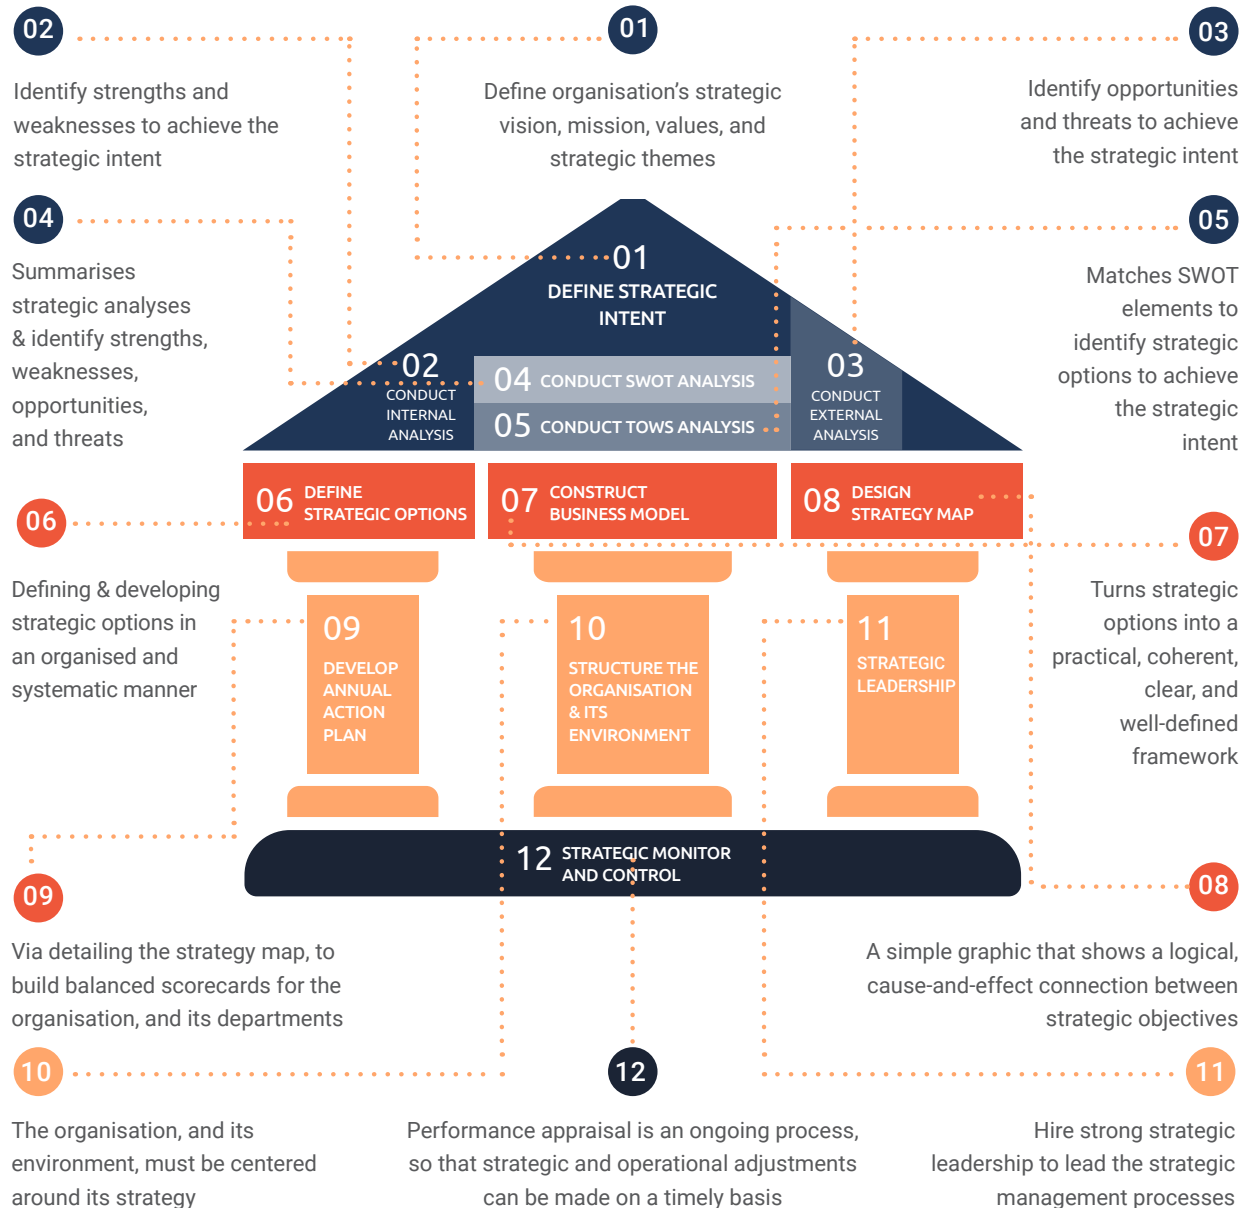 02
Identify strengths and
weaknesses to achieve the
strategic intent
01
Define organisation’s strategic
vision, mission, values, and
strategic themes
03
Identify opportunities
and threats to achieve
the strategic intent
04
Summarises
strategic analyses
& identify strengths,
weaknesses,
opportunities,
and threats
05
Matches SWOT
elements to
identify strategic
options to achieve
the strategic
intent
01
DEFINE STRATEGIC
INTENT
02
CONDUCT
INTERNAL
ANALYSIS
04 CONDUCT SWOT ANALYSIS
05 CONDUCT TOWS ANALYSIS
03
CONDUCT
EXTERNAL
ANALYSIS
06 DEFINE
STRATEGIC OPTIONS
07 CONSTRUCT
BUSINESS MODEL
08 DESIGN
STRATEGY MAP
06
Defining & developing
strategic options in
an organised and
systematic manner
07
Turns strategic
options into a
practical, coherent,
clear, and
well-defined
framework
09
DEVELOP
ANNUAL
ACTION
PLAN
10
STRUCTURE THE
ORGANISATION
& ITS
ENVIRONMENT
11
STRATEGIC
LEADERSHIP
12 STRATEGIC MONITOR
AND CONTROL
09
Via detailing the strategy map, to
build balanced scorecards for the
organisation, and its departments
08
A simple graphic that shows a logical,
cause-and-effect connection between
strategic objectives
10
The organisation, and its
environment, must be centered
around its strategy
12
Performance appraisal is an ongoing process,
so that strategic and operational adjustments
can be made on a timely basis
11
Hire strong strategic
leadership to lead the strategic
management processes